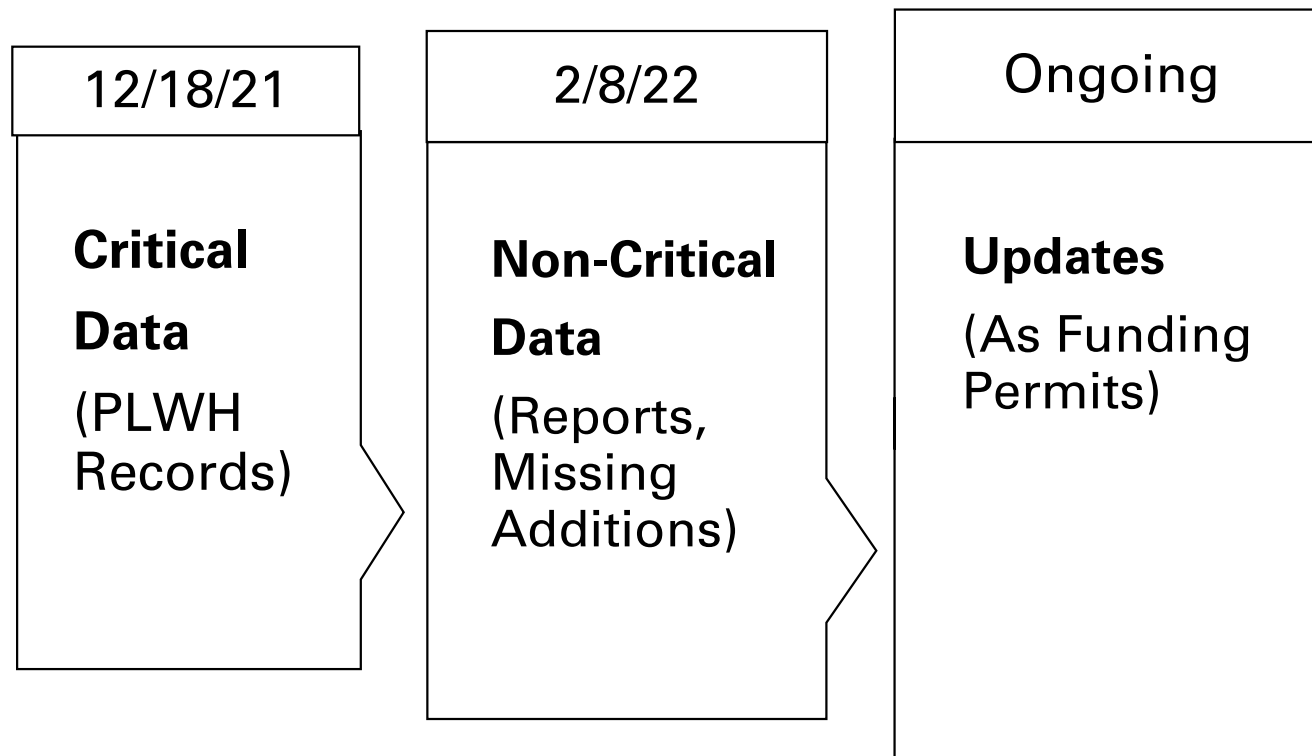 12/18/21
Critical
Data
(PLWH
Records)
2/8/22
Non-Critical
Data
(Reports,
Missing
Additions)
Ongoing
Updates
(As Funding
Permits)